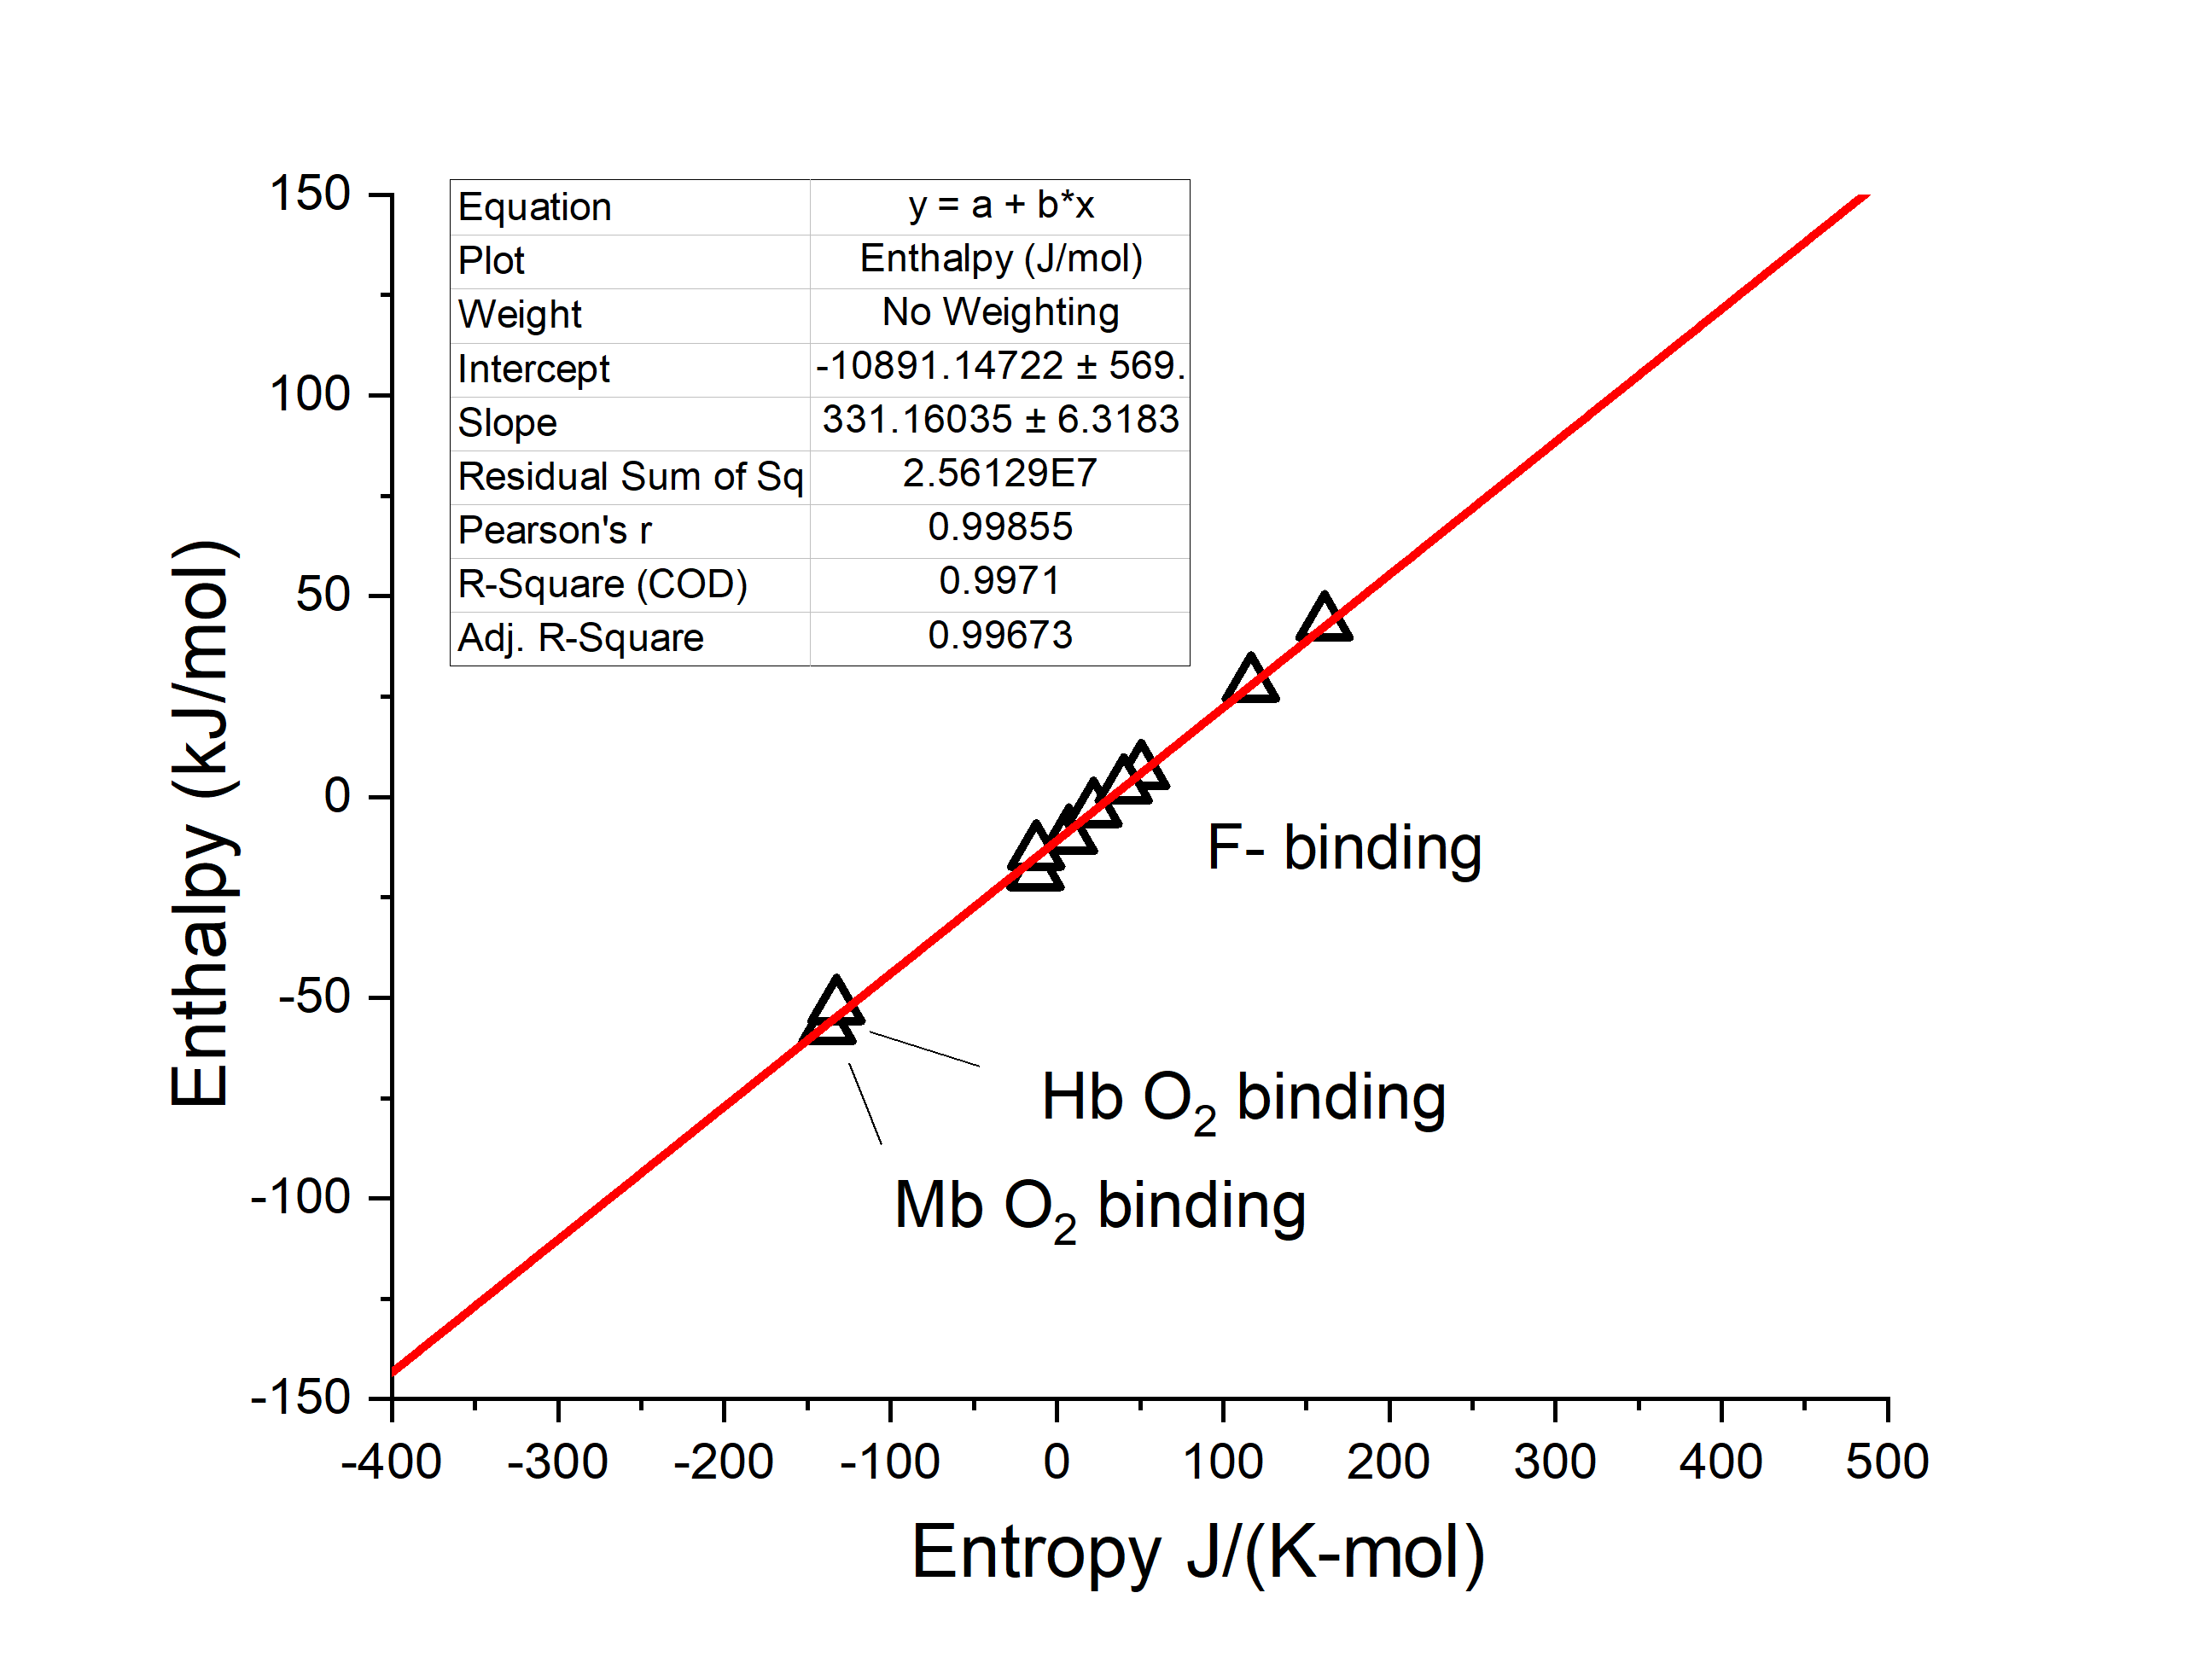 150
100
50
0
-50
-100
-150
Enthalpy (kJ/mol)
Equation y = a + b*x
Plot Enthalpy (J/mol)
Weight No Weighting
Intercept -10891.14722 ± 569.
Slope 331.16035 ± 6.3183
Residual Sum of Sq 2.56129E7
Pearson's r 0.99855
R-Square (COD) 0.9971
Adj. R-Square 0.99673
F- binding
Hb O₂ binding
Mb O₂ binding
-400 -300 -200 -100 0 100 200 300 400 500
Entropy J/(K-mol)